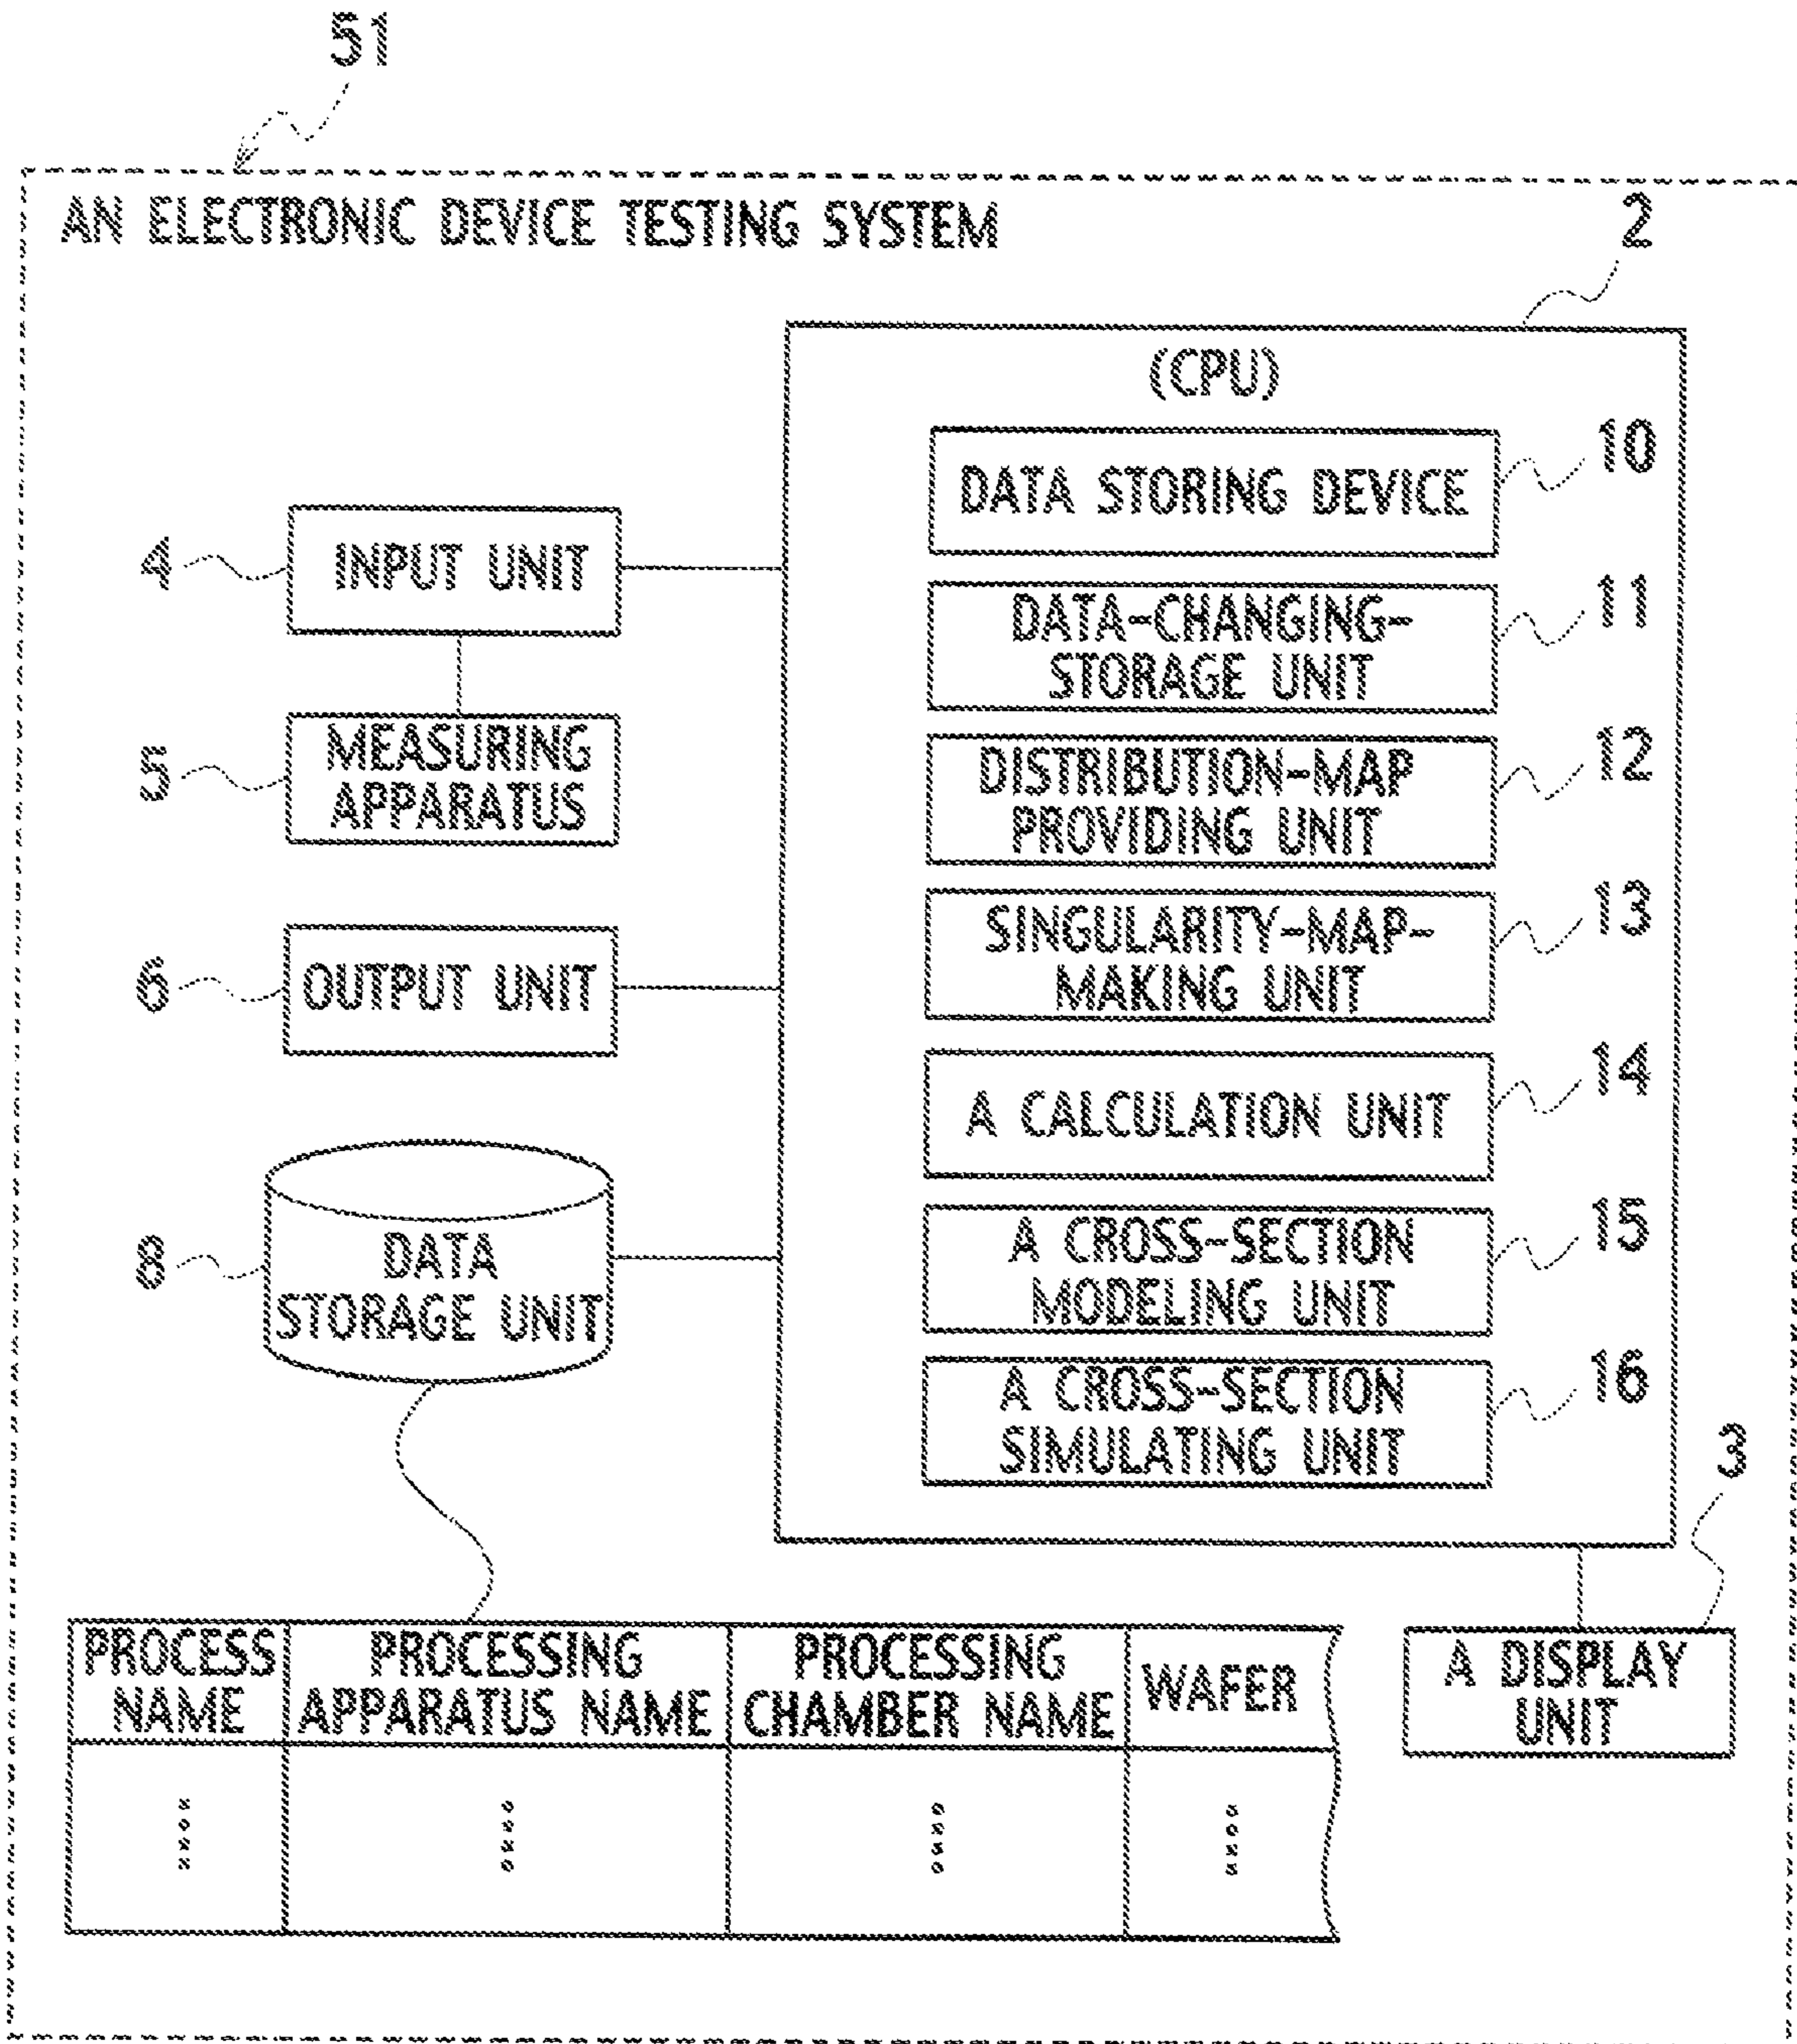 51
AN ELECTRONIC DEVICE TESTING SYSTEM
2
(CPU)
DATA STORING DEVICE
10
DATA-CHANGING-
STORAGE UNIT
11
DISTRIBUTION-MAP
PROVIDING UNIT
12
SINGULARITY-MAP-
MAKING UNIT
13
A CALCULATION UNIT
14
A CROSS-SECTION
MODELING UNIT
15
A CROSS-SECTION
SIMULATING UNIT
16
4
INPUT UNIT
5
MEASURING
APPARATUS
6
OUTPUT UNIT
8
DATA
STORAGE UNIT
3
A DISPLAY
UNIT
PROCESS
NAME
PROCESSING
APPARATUS NAME
PROCESSING
CHAMBER NAME
WAFER